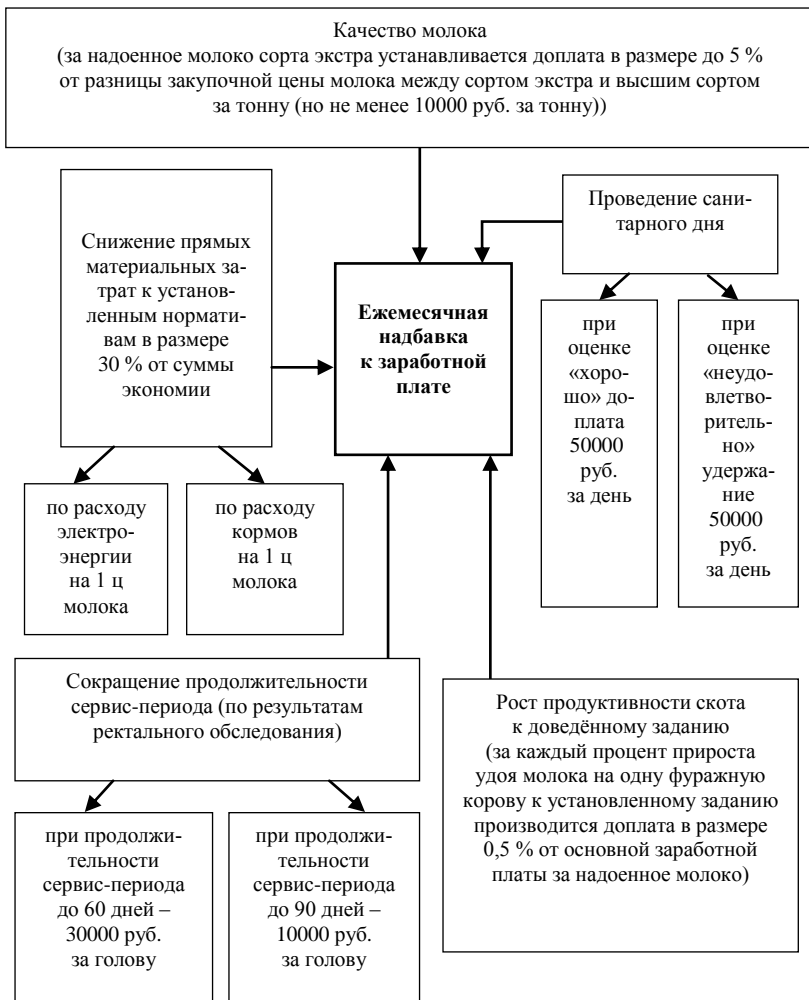 Качество молока
(за надоенное молоко сорта экстра устанавливается доплата в размере до 5 %
от разницы закупочной цены молока между сортом экстра и высшим сортом
за тонну (но не менее 10000 руб. за тонну))
Снижение прямых
материальных за-
трат к установ-
ленным нормати-
вам в размере
30 % от суммы
экономии
Ежемесячная
надбавка
к заработной
плате
Проведение сани-
тарного дня
при
оценке
«хоро-
шо» до-
плата
50000
руб.
за день
при
оценке
«неудо-
влетво-
ритель-
но»
удержа-
ние
50000
руб.
за день
по расходу
электро-
энергии
на 1 ц
молока
по расходу
кормов
на 1 ц
молока
Сокращение продолжительности
сервис-периода (по результатам
ректального обследования)
при продолжи-
тельности
сервис-периода
до 60 дней –
30000 руб.
за голову
при продолжи-
тельности
сервис-периода
до 90 дней –
10000 руб.
за голову
Рост продуктивности скота
к доведённому заданию
(за каждый процент прироста
удоя молока на одну фуражную
корову к установленному заданию
производится доплата в размере
0,5 % от основной заработной
платы за надоенное молоко)